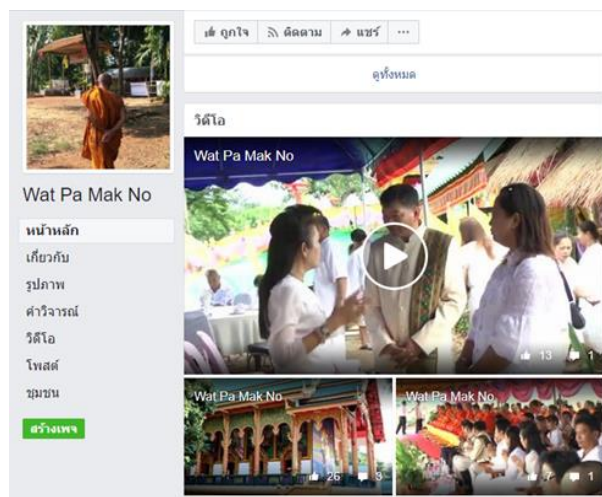 ถูกใจ ติดตาม แชร์ ···
ดูทั้งหมด
วิดีโอ
Wat Pa Mak No
13 1
Wat Pa Mak No
26 3
Wat Pa Mak No
7 1
Wat Pa Mak No
หน้าหลัก
เกี่ยวกับ
รูปภาพ
คำวิจารณ์
วิดีโอ
โพสต์
ชุมชน
สร้างเพจ